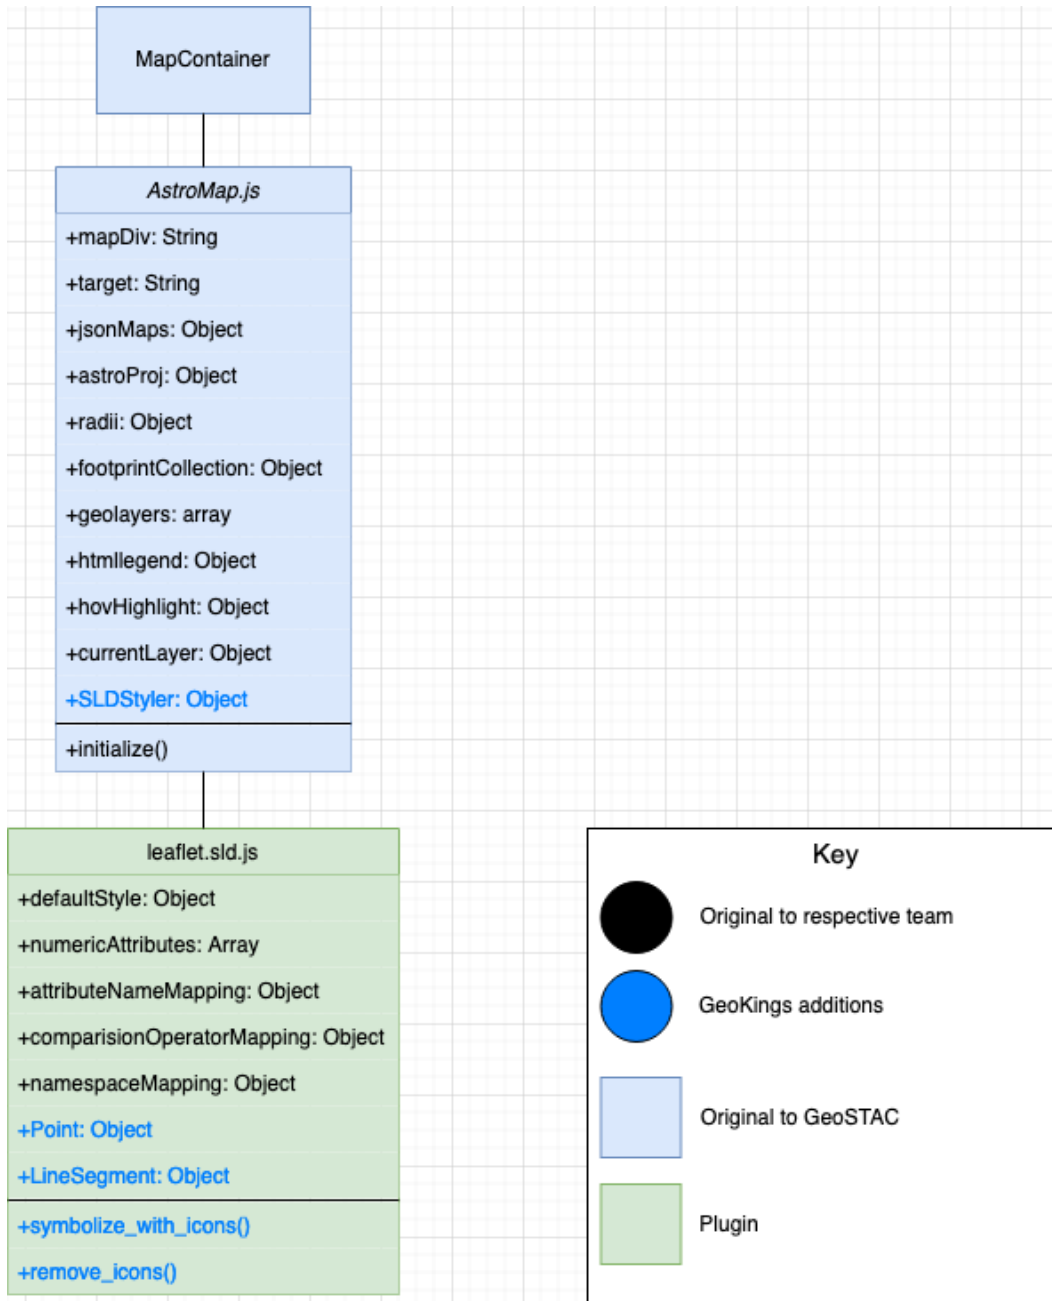 MapContainer
AstroMap.js
+mapDiv: String
+target: String
+jsonMaps: Object
+astroProj: Object
+radii: Object
+footprintCollection: Object
+geolayers: array
+htmllegend: Object
+hovHighlight: Object
+currentLayer: Object
+SLDStyler: Object
+initialize()
leaflet.sld.js
+defaultStyle: Object
+numericAttributes: Array
+attributeNameMapping: Object
+comparisionOperatorMapping: Object
+namespaceMapping: Object
+Point: Object
+LineSegment: Object
+symbolize_with_icons()
+remove_icons()
Key
Original to respective team
GeoKings additions
Original to GeoSTAC
Plugin